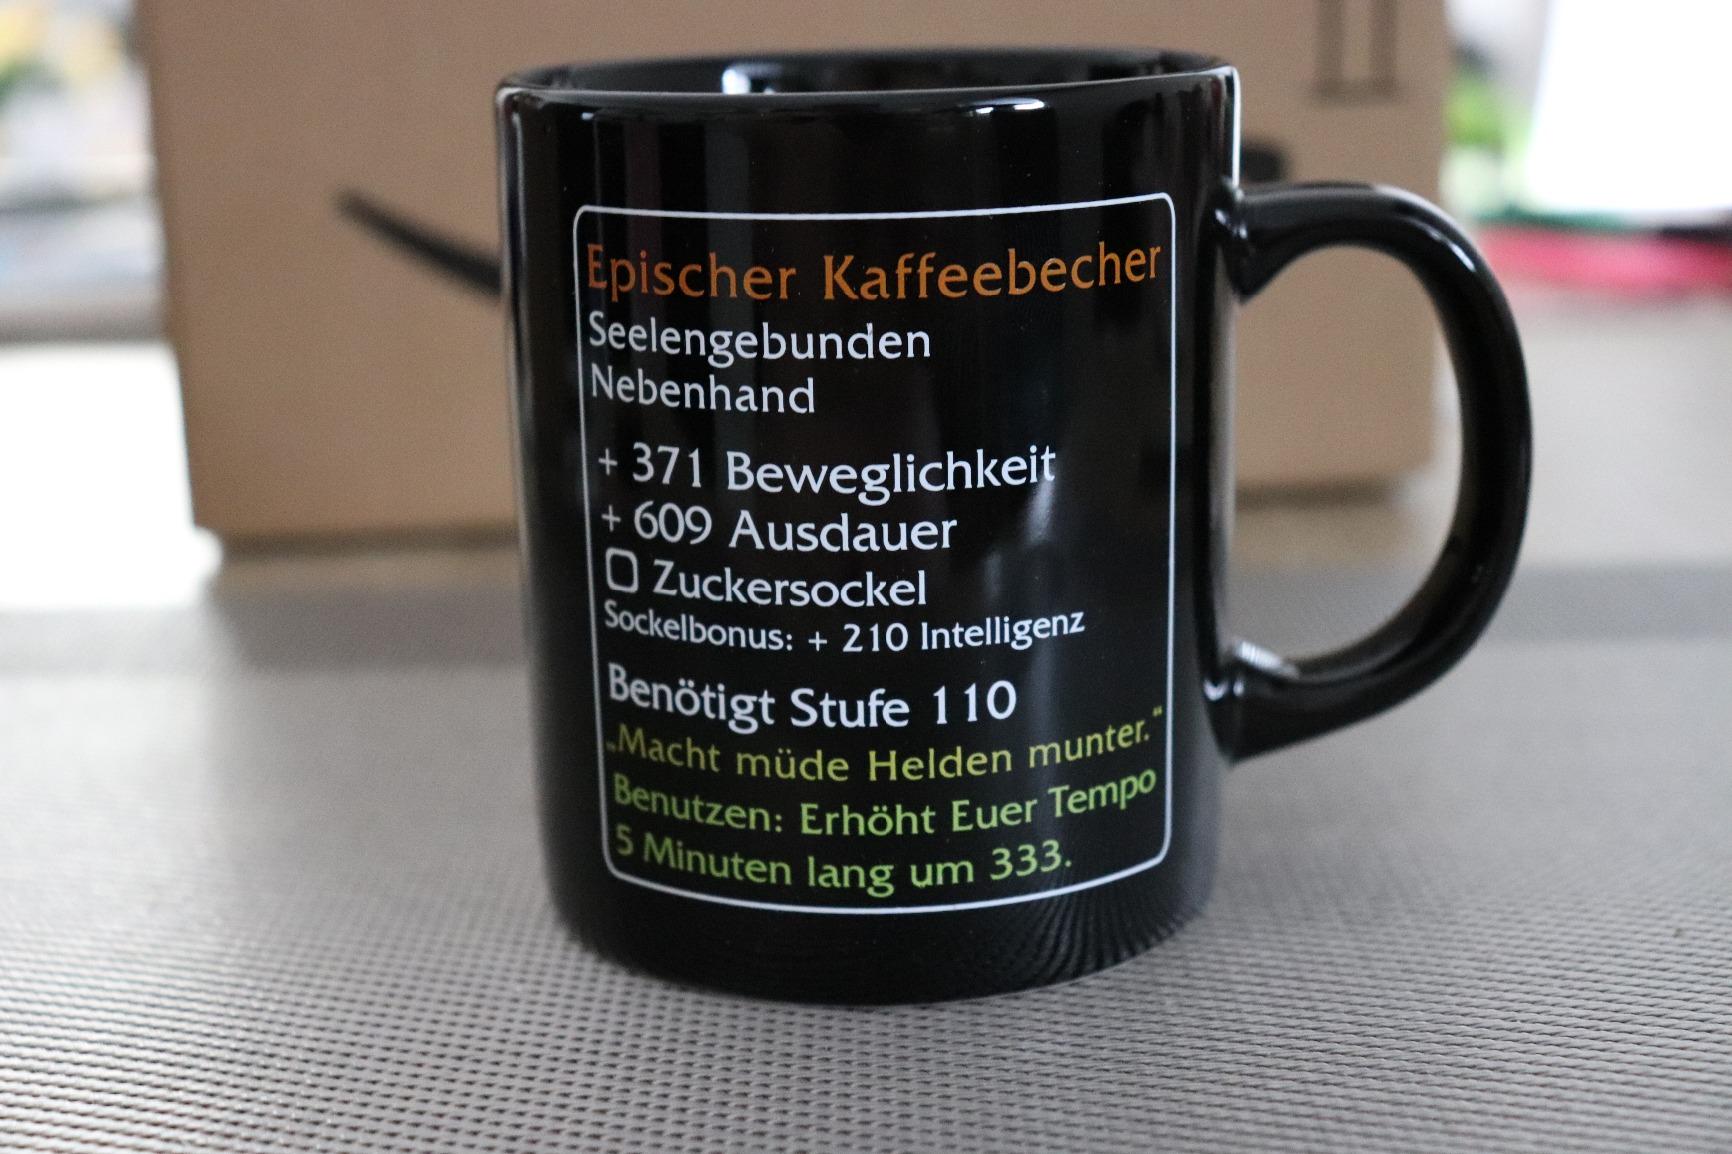 Epischer Kaffeebecher
Seelengebunden
Nebenhand
+ 371 Beweglichkeit
+ 609 Ausdauer
Zuckersockel
Sockelbonus: + 210 Intelligenz
Benötigt Stufe 110
„Macht müde Helden munter.“
Benutzen: Erhöht Euer Tempo
5 Minuten lang um 333.